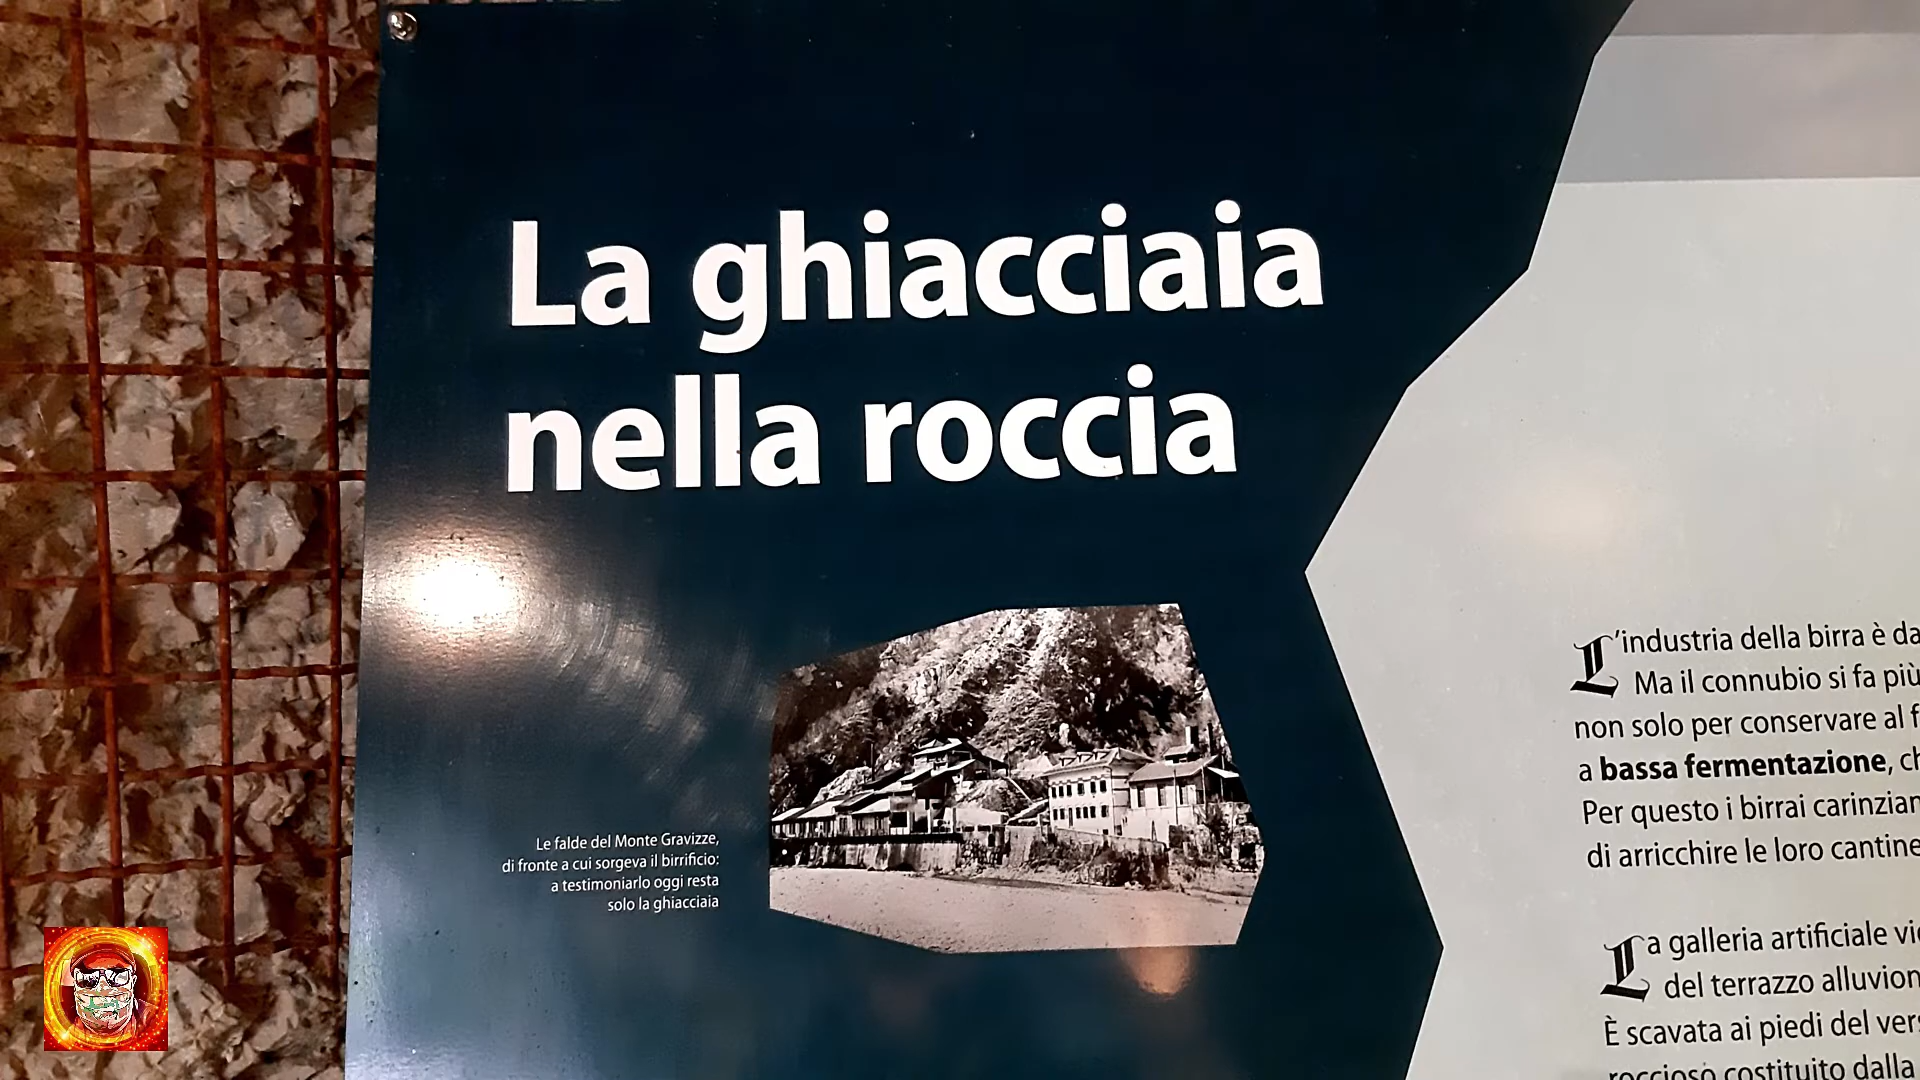 La ghiacciaia
nella roccia
Le falde del Monte Gravizze,
di fronte a cui sorgeva il birrificio:
a testimoniarlo oggi resta
solo la ghiacciaia
L'industria della birra è da
Ma il connubio si fa più
non solo per conservare al f
a bassa fermentazione, ch
Per questo i birrai carinzian
di arricchire le loro cantine
La galleria artificiale vi
del terrazzo alluvion
È scavata ai piedi del vers
roccioso costituito dalla